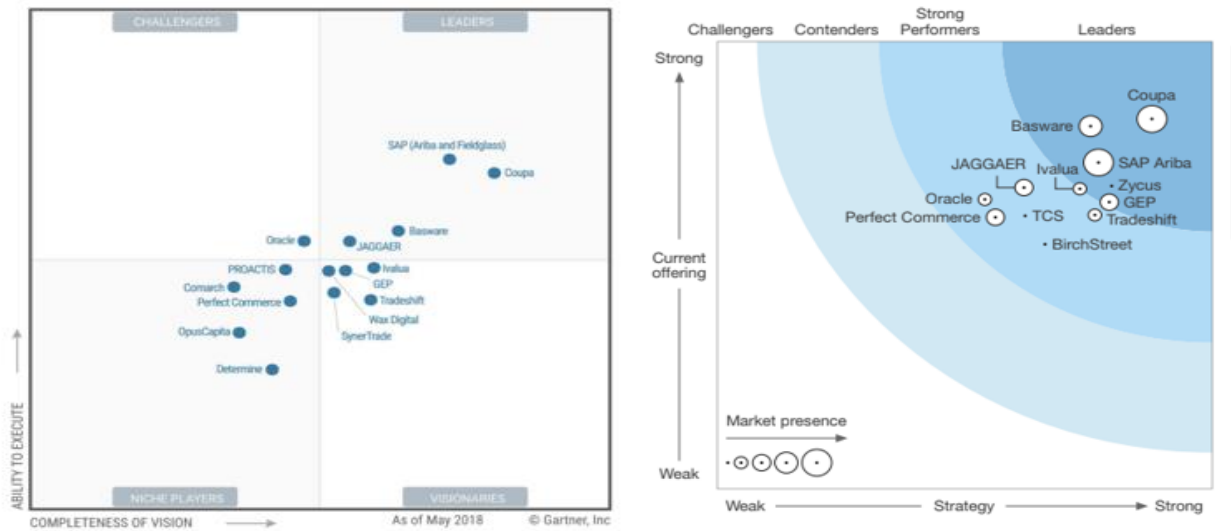 CHALLENGERS
LEADERS
SAP (Ariba and Fieldglass)
Coupa
Basware
Oracle
JAGGAER
PROACTIS
Ivalua
GEP
Comarch
Perfect Commerce
Tradeshift
Wax Digital
OpusCapita
SynerTrade
Determine
ABILITY TO EXECUTE
NICHE PLAYERS
VISIONARIES
COMPLETENESS OF VISION
As of May 2018
© Gartner, Inc
Challengers
Contenders
Strong
Performers
Leaders
Strong
Coupa
Basware
JAGGAER
Ivalua
SAP Ariba
Zycus
Oracle
GEP
Perfect Commerce
TCS
Tradeshift
BirchStreet
Current
offering
Market presence
Weak
Weak
Strategy
Strong